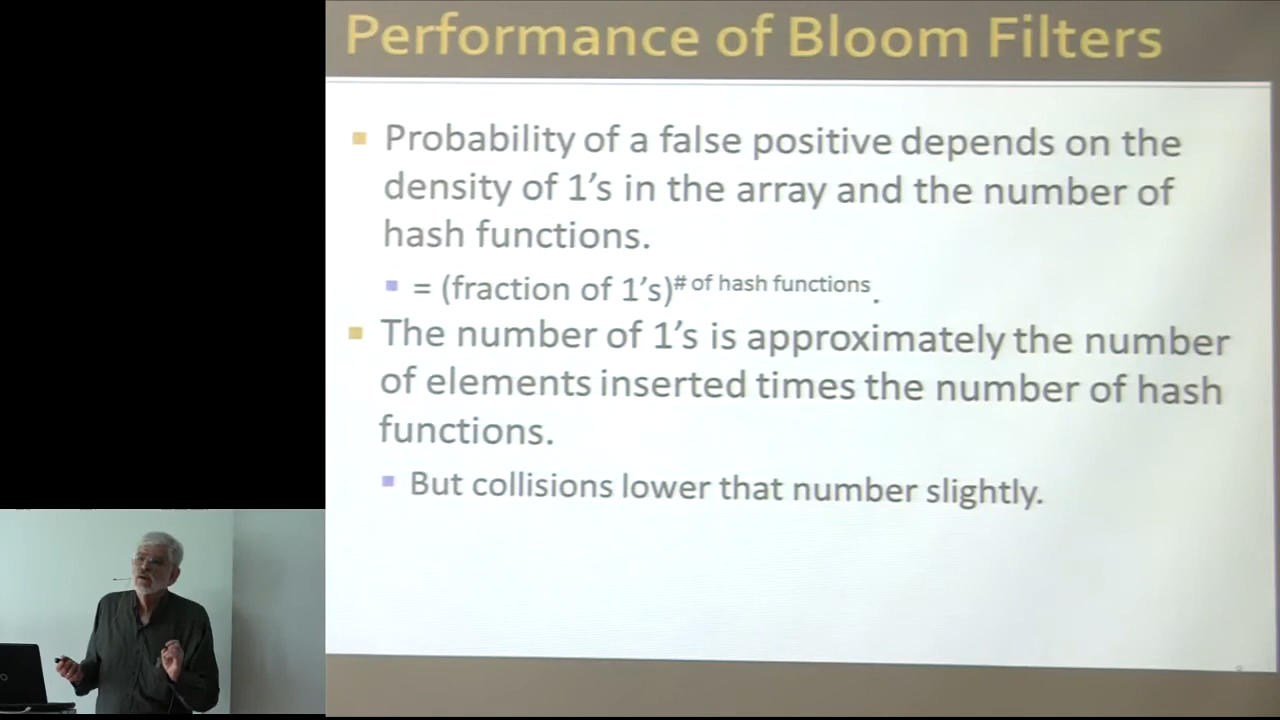 Performance of Bloom Filters
Probability of a false positive depends on the
density of 1's in the array and the number of
hash functions.
= (fraction of 1's)# of hash functions.
The number of 1's is approximately the number
of elements inserted times the number of hash
functions.
But collisions lower that number slightly.